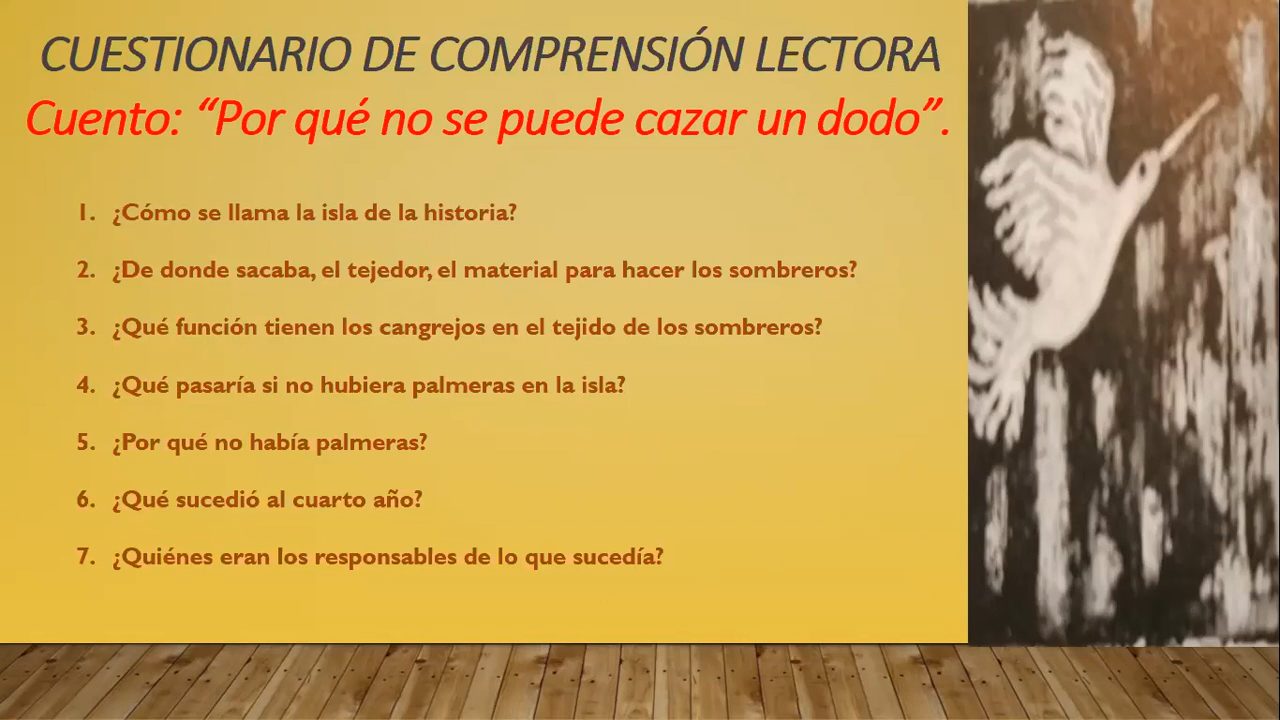 CUESTIONARIO DE COMPRENSIÓN LECTORA
Cuento: “Por qué no se puede cazar un dodo”.
1. ¿Cómo se llama la isla de la historia?
2. ¿De donde sacaba, el tejedor, el material para hacer los sombreros?
3. ¿Qué función tienen los cangrejos en el tejido de los sombreros?
4. ¿Qué pasaría si no hubiera palmeras en la isla?
5. ¿Por qué no había palmeras?
6. ¿Qué sucedió al cuarto año?
7. ¿Quiénes eran los responsables de lo que sucedía?